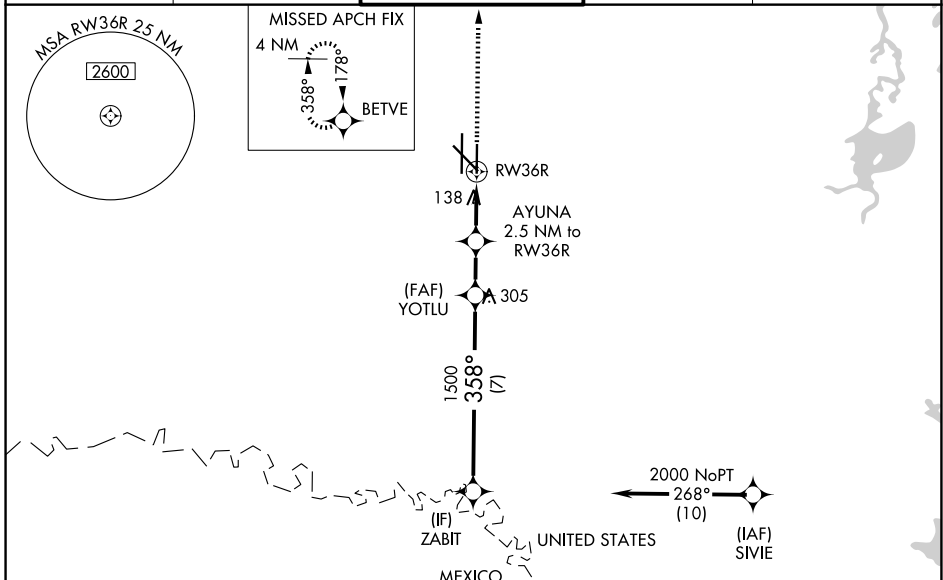 MSA RW36R 25 NM
2600
MISSED APCH FIX
4 NM
358°
178°
BETVE
RW36R
138
AYUNA
2.5 NM to
RW36R
(FAF)
YOTLU
305
1500
358°
(7)
2000 NoPT
268°
(10)
(IF)
ZABIT
(IAF)
SIVIE
UNITED STATES
MEXICO